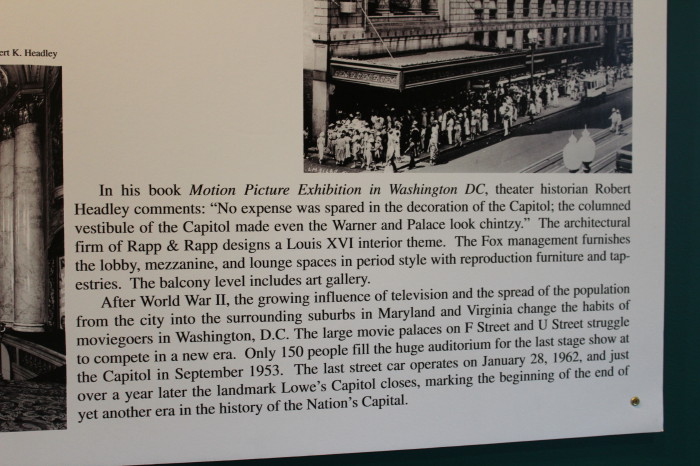 ert K. Headley
In his book Motion Picture Exhibition in Washington DC, theater historian Robert
Headley comments: “No expense was spared in the decoration of the Capitol; the columned
vestibule of the Capitol made even the Warner and Palace look chintzy.” The architectural
firm of Rapp & Rapp designs a Louis XVI interior theme. The Fox management furnishes
the lobby, mezzanine, and lounge spaces in period style with reproduction furniture and tap-
estries. The balcony level includes art gallery.
After World War II, the growing influence of television and the spread of the population
from the city into the surrounding suburbs in Maryland and Virginia change the habits of
moviegoers in Washington, D.C. The large movie palaces on F Street and U Street struggle
to compete in a new era. Only 150 people fill the huge auditorium for the last stage show at
the Capitol in September 1953. The last street car operates on January 28, 1962, and just
over a year later the landmark Lowe’s Capitol closes, marking the beginning of the end of
yet another era in the history of the Nation’s Capital.